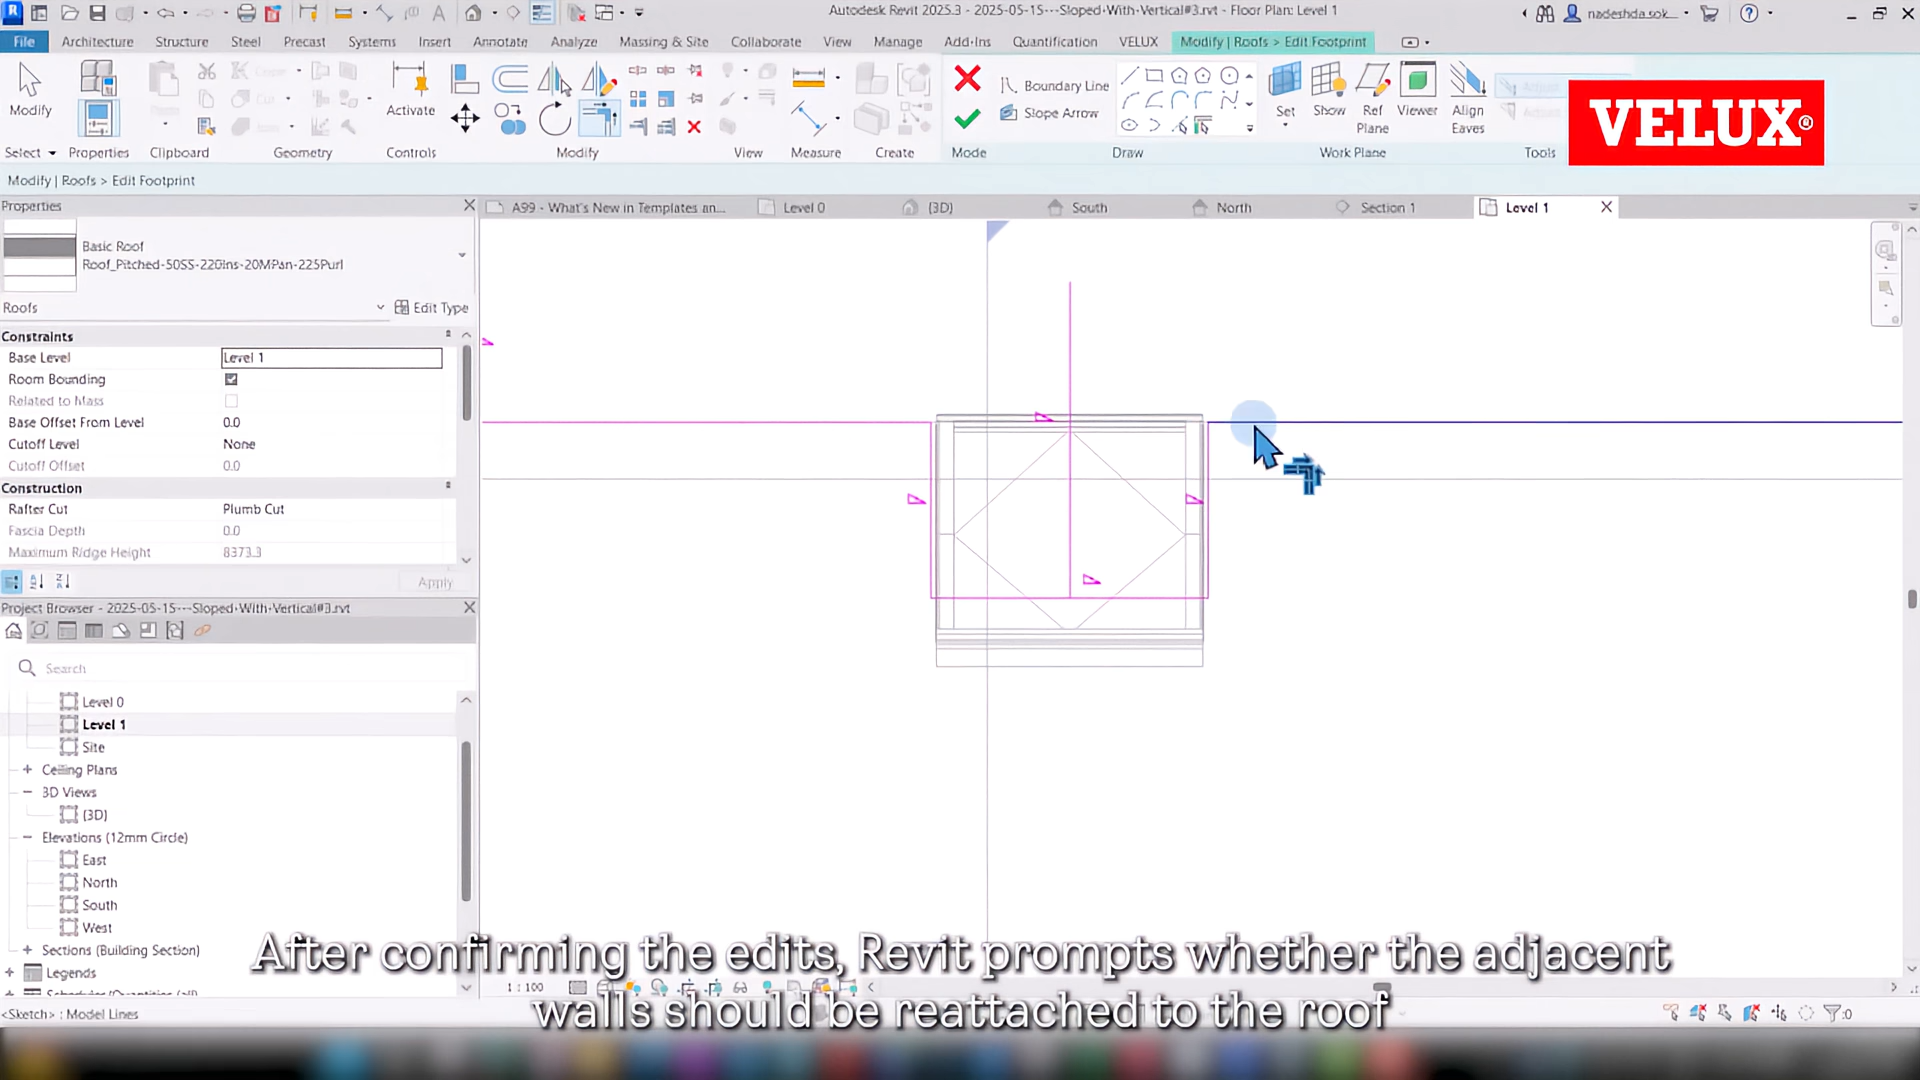 Autodesk Revit 2025.3 - 2025-05-15---Sloped-With-Vertical#3.rvt - Floor Plan: Level 1
nadeshda.sok...
File Architecture Structure Steel Precast Systems Insert Annotate Analyze Massing & Site Collaborate View Manage Add-Ins Quantification VELUX Modify | Roofs > Edit Footprint
Modify
Activate
Boundary Line
Slope Arrow
Set
Show
Ref
Plane
Viewer
Align
Eaves
VELUX®
Select Properties Clipboard Geometry Controls Modify View Measure Create Mode Draw Work Plane Tools
Modify | Roofs > Edit Footprint
Properties
A99 - What's New in Templates an...
Level 0
{3D}
South
North
Section 1
Level 1
Basic Roof
Roof_Pitched-50SS-220Ins-20MPan-225Purl
Roofs
Edit Type
Constraints
Base Level Level 1
Room Bounding
Related to Mass
Base Offset From Level 0.0
Cutoff Level None
Cutoff Offset 0.0
Construction
Rafter Cut Plumb Cut
Fascia Depth 0.0
Maximum Ridge Height 8373.3
Apply
Project Browser - 2025-05-15---Sloped-With-Vertical#3.rvt
Search
Level 0
Level 1
Site
Ceiling Plans
3D Views
{3D}
Elevations (12mm Circle)
East
North
South
West
Sections (Building Section)
Legends
After confirming the edits, Revit prompts whether the adjacent
walls should be reattached to the roof
1 : 100
<Sketch> : Model Lines
:0